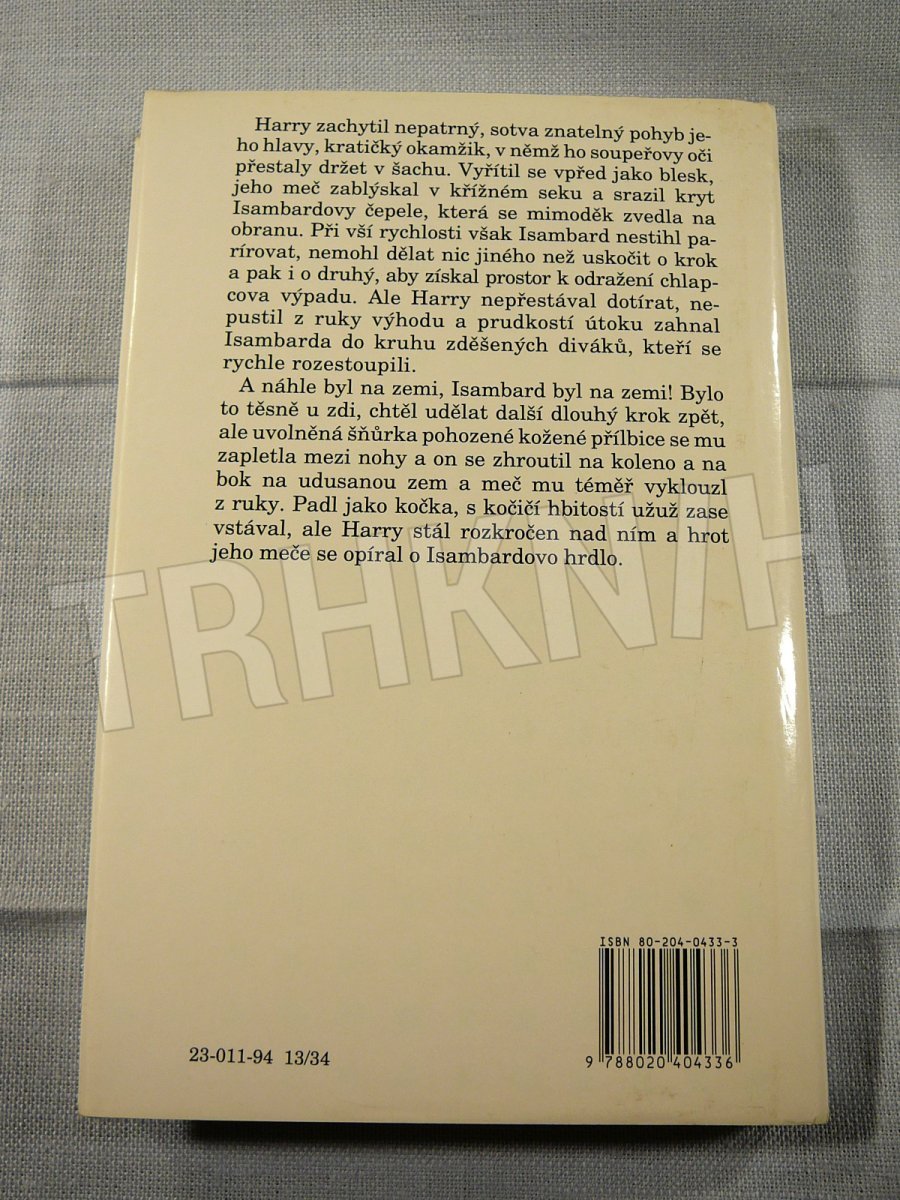 Harry zachytil nepatrný, sotva znatelný pohyb je-
ho hlavy, kratičký okamžik, v němž ho soupeřovy oči
přestaly držet v šachu. Vyřítil se vpřed jako blesk,
jeho meč zablýskal v křížném seku a srazil kryt
Isambardovy čepele, která se mimoděk zvedla na
obranu. Při vší rychlosti však Isambard nestihl pa-
rírovat, nemohl dělat nic jiného než uskočit o krok
a pak i o druhý, aby získal prostor k odražení chlap-
cova výpadu. Ale Harry nepřestával dotírat, ne-
pustil z ruky výhodu a prudkostí útoku zahnal
Isambarda do kruhu zděšených diváků, kteří se
rychle rozestoupili.
A náhle byl na zemi, Isambard byl na zemi! Bylo
to těsně u zdi, chtěl udělat další dlouhý krok zpět,
ale uvolněná šňůrka pohozené kožené přílbice se mu
zapletla mezi nohy a on se zhroutil na koleno a na
bok na udusanou zem a meč mu téměř vyklouzl
z ruky. Padl jako kočka, s kočičí hbitostí užuž zase
vstával, ale Harry stál rozkročen nad ním a hrot
jeho meče se opíral o Isambardovo hrdlo.
TRHKNIH
ISBN 80-204-0433-3
9 788020 404336
23-011-94 13/34